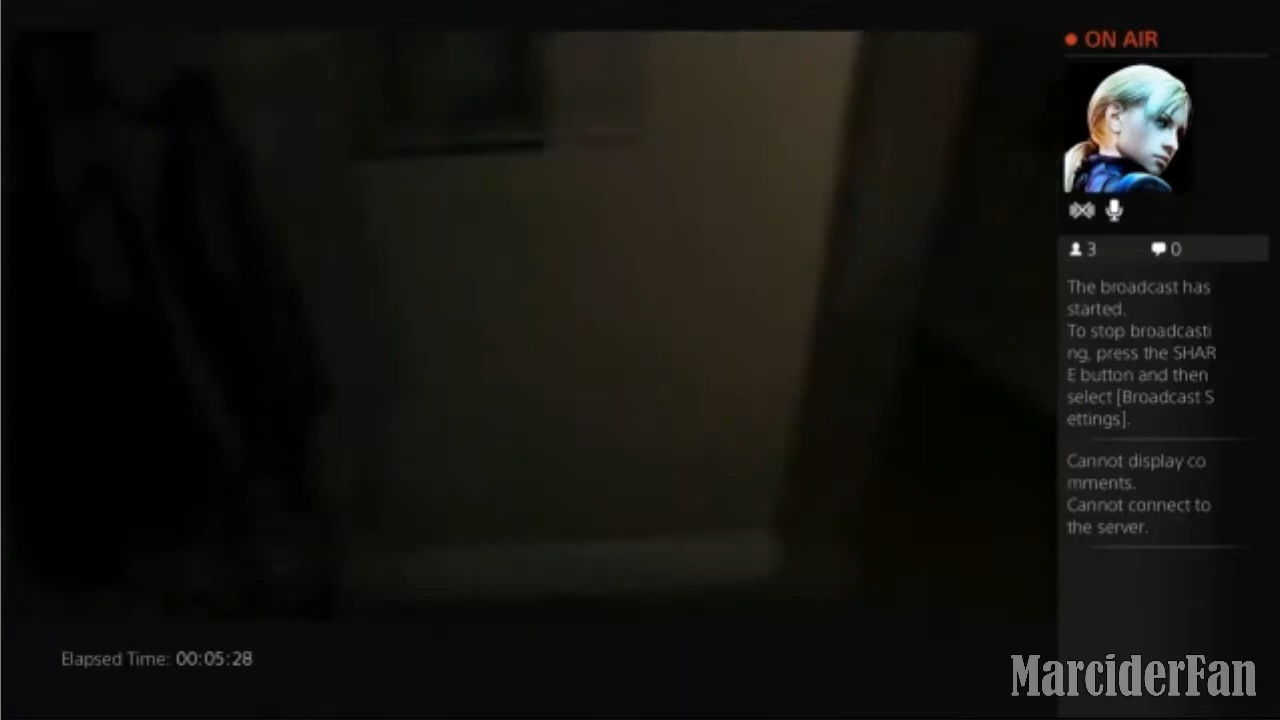 ON AIR
3 0
The broadcast has
started.
To stop broadcasti
ng, press the SHAR
E button and then
select [Broadcast S
ettings].
Cannot display co
mments.
Cannot connect to
the server.
Elapsed Time: 00:05:28
MarciderFan